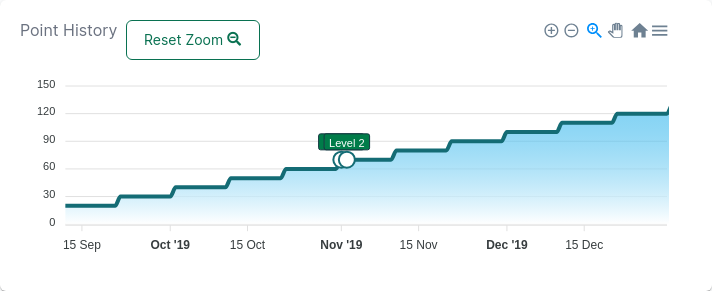 Point History
Reset Zoom
150
120
90
60
30
0
Level 2
15 Sep
Oct '19
15 Oct
Nov '19
15 Nov
Dec '19
15 Dec